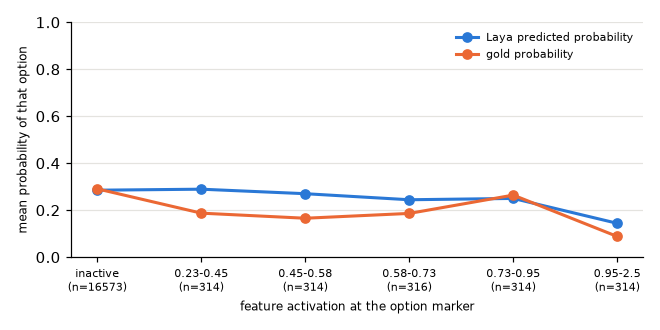 1.0
0.8
0.6
0.4
0.2
0.0
mean probability of that option
Laya predicted probability
gold probability
inactive
(n=16573)
0.23-0.45
(n=314)
0.45-0.58
(n=314)
0.58-0.73
(n=316)
0.73-0.95
(n=314)
0.95-2.5
(n=314)
feature activation at the option marker